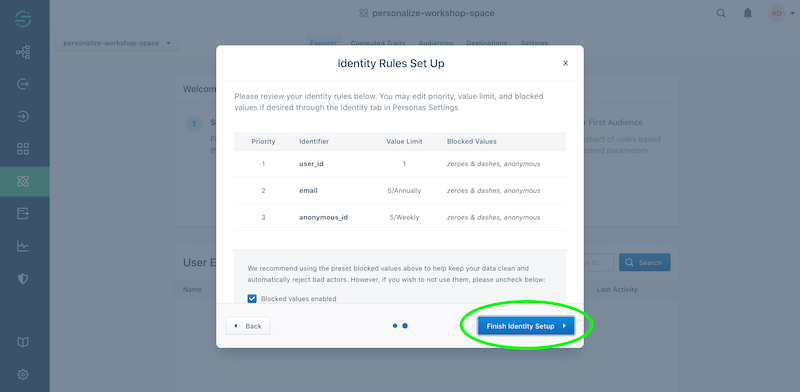 personalize-workshop-space
RD
personalize-workshop-space
Explorer Computed Traits Audiences Destinations Settings
Identity Rules Set Up
Please review your identity rules below. You may edit priority, value limit, and blocked
values if desired through the Identity tab in Personas Settings
Welcom
1 S
Fi
th
r First Audience
ohort of users based
esired parameters.
Priority Identifier Value Limit Blocked Values
1 user_id 1 zeroes & dashes, anonymous
2 email 5/Annually zeroes & dashes, anonymous
3 anonymous_id 5/Weekly zeroes & dashes, anonymous
We recommend using the preset blocked values above to help keep your data clean and
automatically reject bad actors. However, if you wish to not use them, please uncheck below:
Blocked values enabled
User E
ID... Search
Name Last Activity
Back Finish Identity Setup